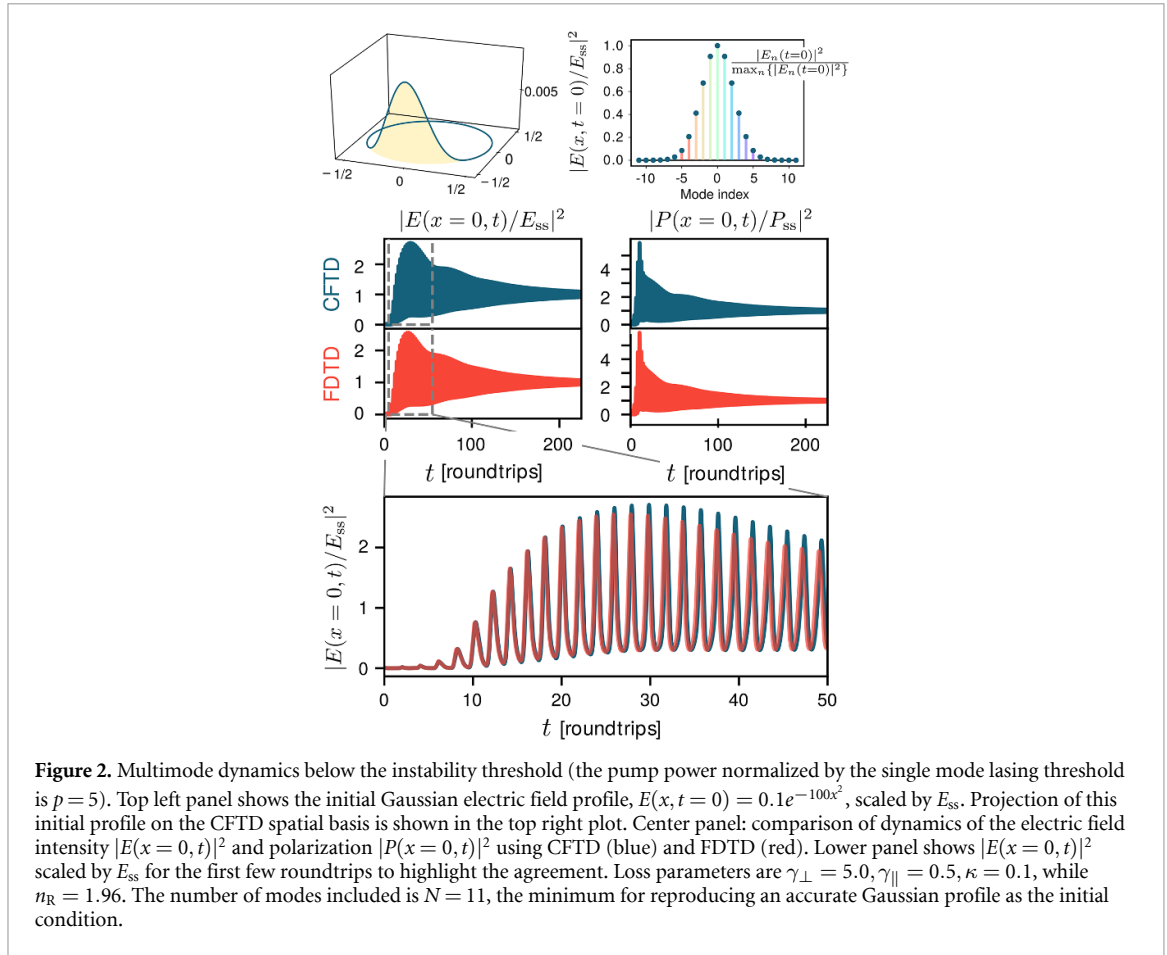 0.005
1/2
0
−1/2
−1/2
0
1/2
|E(x, t = 0)/E_ss|²
1.0
0.8
0.6
0.4
0.2
0.0
|E_n(t=0)|²
max_n{|E_n(t=0)|²}
-10 -5 0 5 10
Mode index
|E(x = 0, t)/E_ss|² |P(x = 0, t)/P_ss|²
CFTD
2
1
0
4
2
0
FDTD
2
1
0
4
2
0
0 100 200 0 100 200
t [roundtrips] t [roundtrips]
|E(x = 0, t)/E_ss|²
2
1
0
0 10 20 30 40 50
t [roundtrips]
Figure 2. Multimode dynamics below the instability threshold (the pump power normalized by the single mode lasing threshold
is p = 5). Top left panel shows the initial Gaussian electric field profile, E(x, t = 0) = 0.1e^{−100x²}, scaled by E_ss. Projection of this
initial profile on the CFTD spatial basis is shown in the top right plot. Center panel: comparison of dynamics of the electric field
intensity |E(x = 0, t)|² and polarization |P(x = 0, t)|² using CFTD (blue) and FDTD (red). Lower panel shows |E(x = 0, t)|²
scaled by E_ss for the first few roundtrips to highlight the agreement. Loss parameters are γ⊥ = 5.0, γ∥ = 0.5, κ = 0.1, while
n_R = 1.96. The number of modes included is N = 11, the minimum for reproducing an accurate Gaussian profile as the initial
condition.